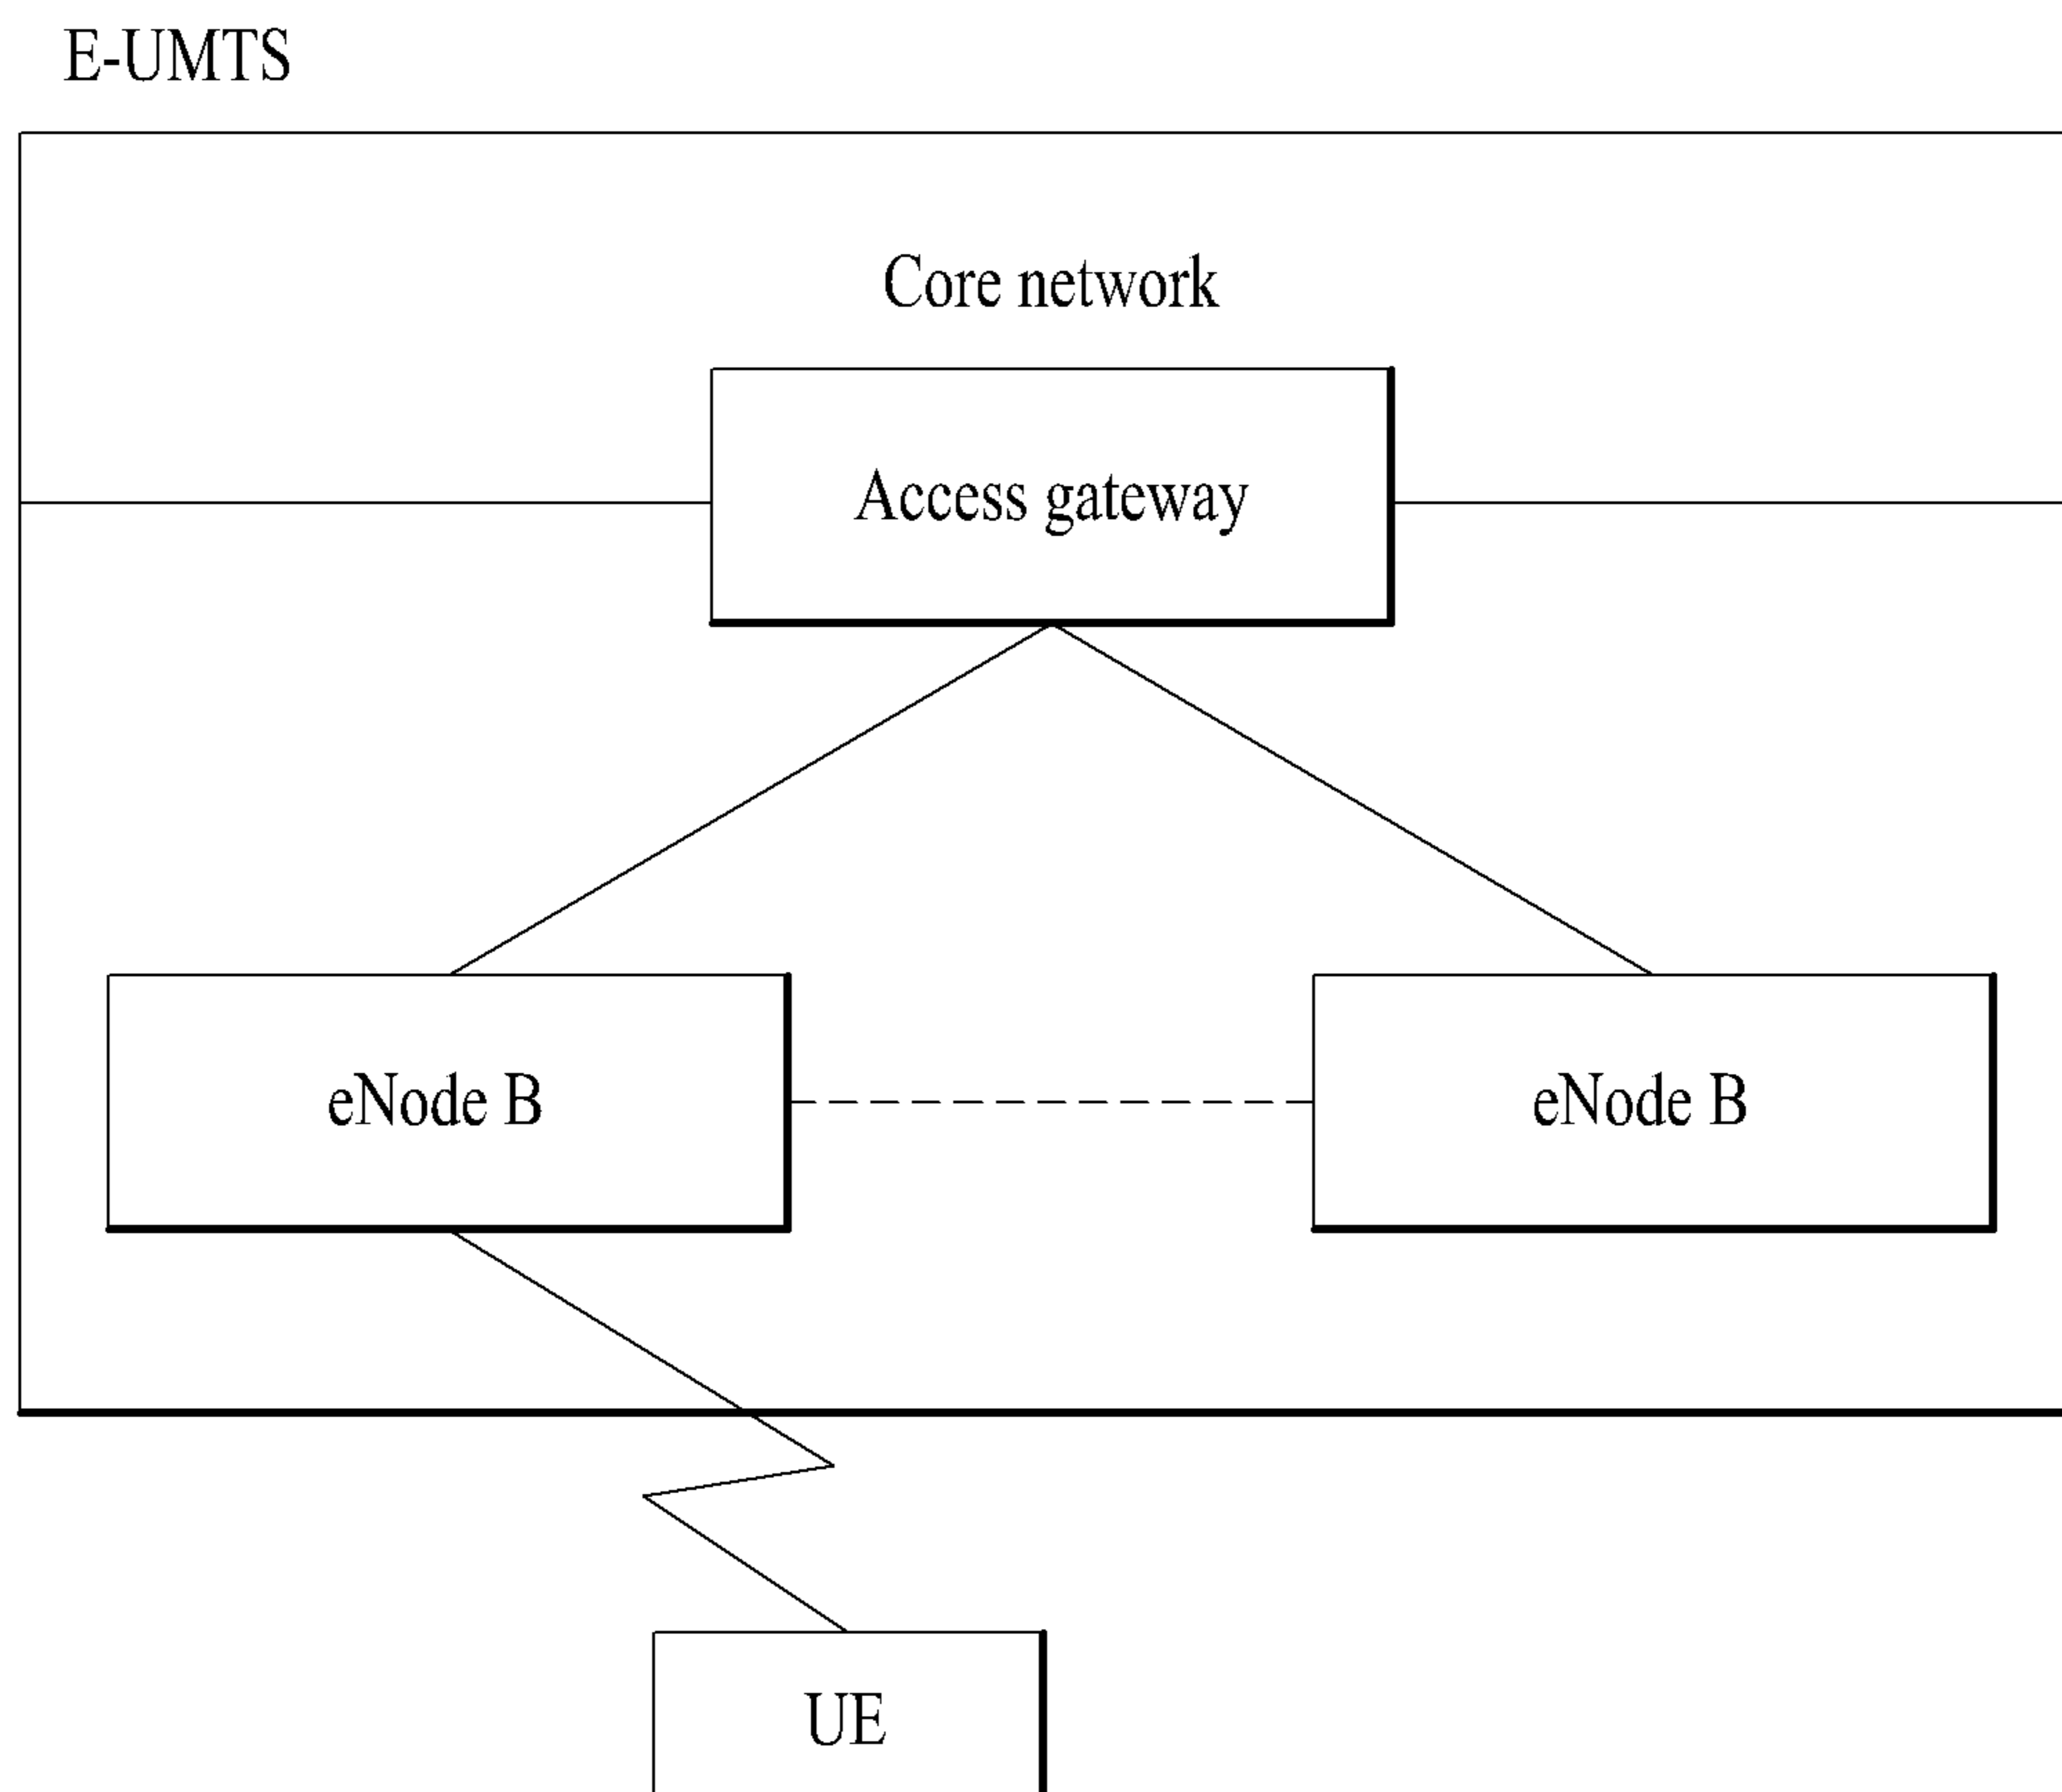 E-UMTS
Core network
Access gateway
eNode B
eNode B
UE